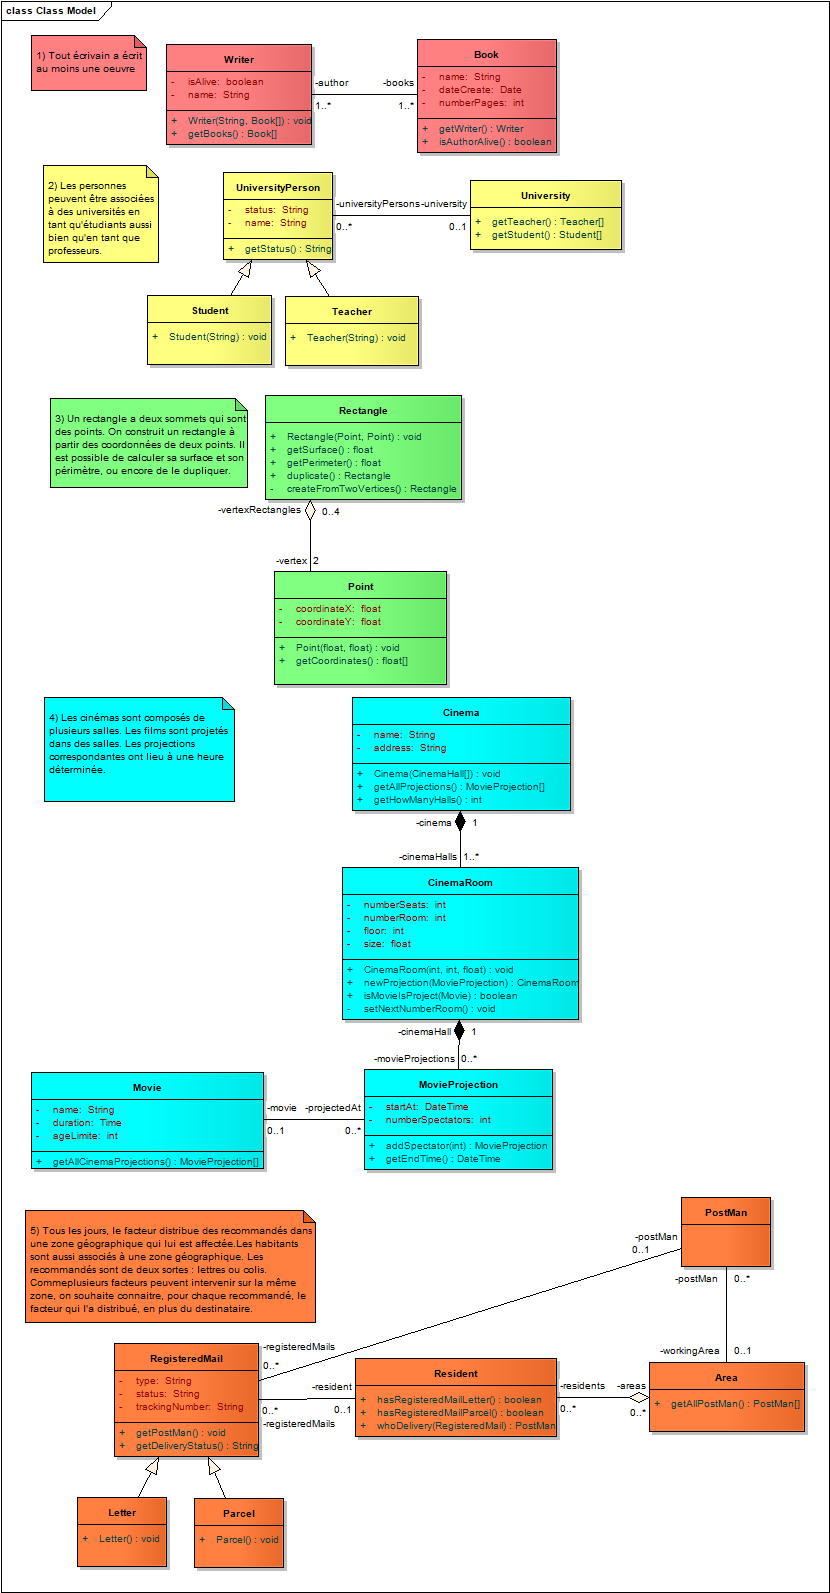 class Class Model
1) Tout écrivain a écrit
au moins une oeuvre
Writer
- isAlive: boolean
- name: String
+ Writer(String, Book[]) : void
+ getBooks() : Book[]
-author
1..*
-books
1..*
Book
- name: String
- dateCreate: Date
- numberPages: int
+ getWriter() : Writer
+ isAuthorAlive() : boolean
2) Les personnes
peuvent être associées
à des universités en
tant qu'étudiants aussi
bien qu'en tant que
professeurs.
UniversityPerson
- status: String
- name: String
+ getStatus() : String
-universityPersons
0..*
-university
0..1
University
+ getTeacher() : Teacher[]
+ getStudent() : Student[]
Student
+ Student(String) : void
Teacher
+ Teacher(String) : void
3) Un rectangle a deux sommets qui sont
des points. On construit un rectangle à
partir des coordonnées de deux points. Il
est possible de calculer sa surface et son
périmètre, ou encore de le dupliquer.
Rectangle
+ Rectangle(Point, Point) : void
+ getSurface() : float
+ getPerimeter() : float
+ duplicate() : Rectangle
- createFromTwoVertices() : Rectangle
-vertexRectangles
0..4
-vertex
2
Point
- coordinateX: float
- coordinateY: float
+ Point(float, float) : void
+ getCoordinates() : float[]
4) Les cinémas sont composés de
plusieurs salles. Les films sont projetés
dans des salles. Les projections
correspondantes ont lieu à une heure
déterminée.
Cinema
- name: String
- address: String
+ Cinema(CinemaHall[]) : void
+ getAllProjections() : MovieProjection[]
+ getHowManyHalls() : int
-cinema
1
-cinemaHalls
1..*
CinemaRoom
- numberSeats: int
- numberRoom: int
- floor: int
- size: float
+ CinemaRoom(int, int, float) : void
+ newProjection(MovieProjection) : CinemaRoom
+ isMovieIsProject(Movie) : boolean
- setNextNumberRoom() : void
-cinemaHall
1
-movieProjections
0..*
Movie
- name: String
- duration: Time
- ageLimite: int
+ getAllCinemaProjections() : MovieProjection[]
-movie
0..1
-projectedAt
0..*
MovieProjection
- startAt: DateTime
- numberSpectators: int
+ addSpectator(int) : MovieProjection
+ getEndTime() : DateTime
5) Tous les jours, le facteur distribue des recommandés dans
une zone géographique qui lui est affectée.Les habitants
sont aussi associés à une zone géographique. Les
recommandés sont de deux sortes : lettres ou colis.
Commeplusieurs facteurs peuvent intervenir sur la même
zone, on souhaite connaitre, pour chaque recommandé, le
facteur qui l'a distribué, en plus du destinataire.
PostMan
-postMan
0..1
-postMan
0..*
-workingArea
0..1
-registeredMails
0..*
RegisteredMail
- type: String
- status: String
- trackingNumber: String
+ getPostMan() : void
+ getDeliveryStatus() : String
0..*
-registeredMails
-resident
0..1
Resident
+ hasRegisteredMailLetter() : boolean
+ hasRegisteredMailParcel() : boolean
+ whoDelivery(RegisteredMail) : PostMan
-residents
0..*
-areas
0..*
Area
+ getAllPostMan() : PostMan[]
Letter
+ Letter() : void
Parcel
+ Parcel() : void